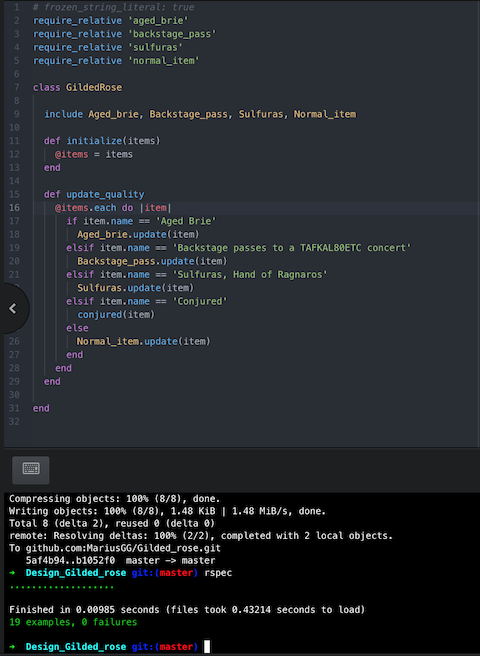 1 # frozen_string_literal: true
2 require_relative 'aged_brie'
3 require_relative 'backstage_pass'
4 require_relative 'sulfuras'
5 require_relative 'normal_item'
6
7 class GildedRose
8
9 include Aged_brie, Backstage_pass, Sulfuras, Normal_item
10
11 def initialize(items)
12 @items = items
13 end
14
15 def update_quality
16 @items.each do |item|
17 if item.name == 'Aged Brie'
18 Aged_brie.update(item)
19 elsif item.name == 'Backstage passes to a TAFKAL80ETC concert'
20 Backstage_pass.update(item)
21 elsif item.name == 'Sulfuras, Hand of Ragnaros'
Sulfuras.update(item)
elsif item.name == 'Conjured'
conjured(item)
else
26 Normal_item.update(item)
27 end
28 end
29 end
30
31 end
32
Compressing objects: 100% (8/8), done.
Writing objects: 100% (8/8), 1.48 KiB | 1.48 MiB/s, done.
Total 8 (delta 2), reused 0 (delta 0)
remote: Resolving deltas: 100% (2/2), completed with 2 local objects.
To github.com:MariusGG/Gilded_rose.git
5af4b94..b1052f0 master -> master
→ Design_Gilded_rose git:(master) rspec
...................
Finished in 0.00985 seconds (files took 0.43214 seconds to load)
19 examples, 0 failures
→ Design_Gilded_rose git:(master)